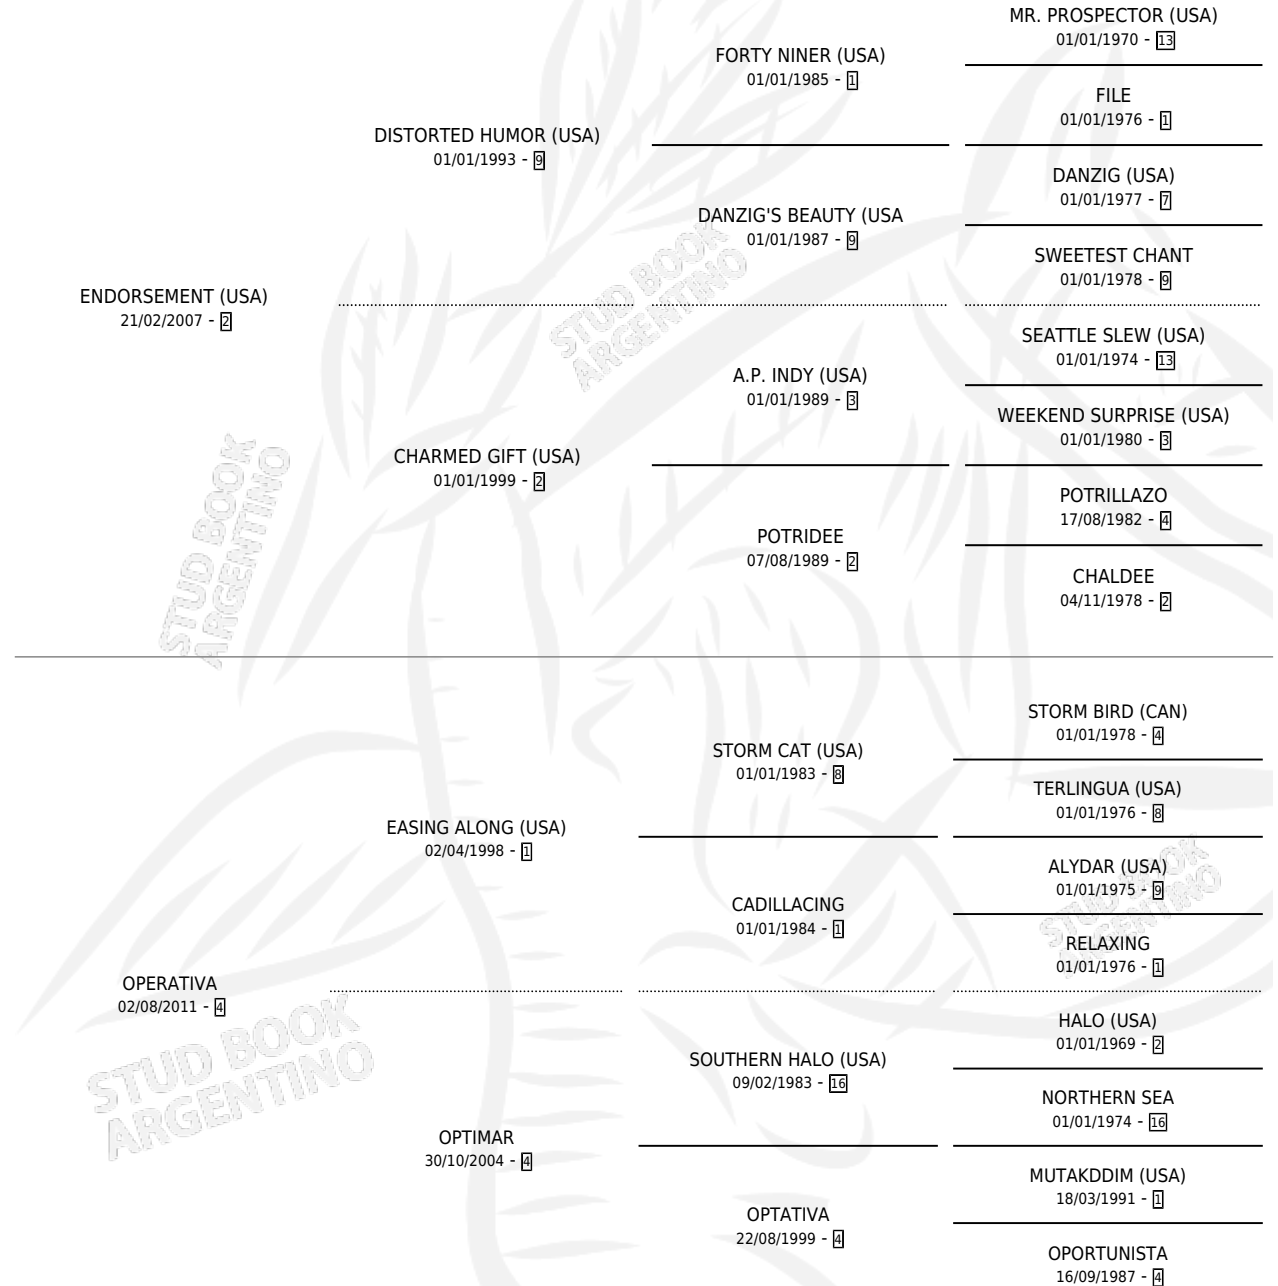 MR. PROSPECTOR (USA)
01/01/1970 - 13
FORTY NINER (USA)
01/01/1985 - 1
FILE
01/01/1976 - 1
DISTORTED HUMOR (USA)
01/01/1993 - 9
DANZIG (USA)
01/01/1977 - 7
DANZIG'S BEAUTY (USA
01/01/1987 - 9
SWEETEST CHANT
01/01/1978 - 9
ENDORSEMENT (USA)
21/02/2007 - 2
SEATTLE SLEW (USA)
01/01/1974 - 13
A.P. INDY (USA)
01/01/1989 - 3
WEEKEND SURPRISE (USA)
01/01/1980 - 3
CHARMED GIFT (USA)
01/01/1999 - 2
POTRILLAZO
17/08/1982 - 4
POTRIDEE
07/08/1989 - 2
CHALDEE
04/11/1978 - 2
STORM BIRD (CAN)
01/01/1978 - 4
STORM CAT (USA)
01/01/1983 - 8
TERLINGUA (USA)
01/01/1976 - 8
EASING ALONG (USA)
02/04/1998 - 1
ALYDAR (USA)
01/01/1975 - 9
CADILLACING
01/01/1984 - 1
RELAXING
01/01/1976 - 1
OPERATIVA
02/08/2011 - 4
HALO (USA)
01/01/1969 - 2
SOUTHERN HALO (USA)
09/02/1983 - 16
NORTHERN SEA
01/01/1974 - 16
OPTIMAR
30/10/2004 - 4
MUTAKDDIM (USA)
18/03/1991 - 1
OPTATIVA
22/08/1999 - 4
OPORTUNISTA
16/09/1987 - 4
STUD BOOK
ARGENTINO
STUD BOOK
ARGENTINO
STUD BOOK
ARGENTINO
STUD BOOK
ARGENTINO